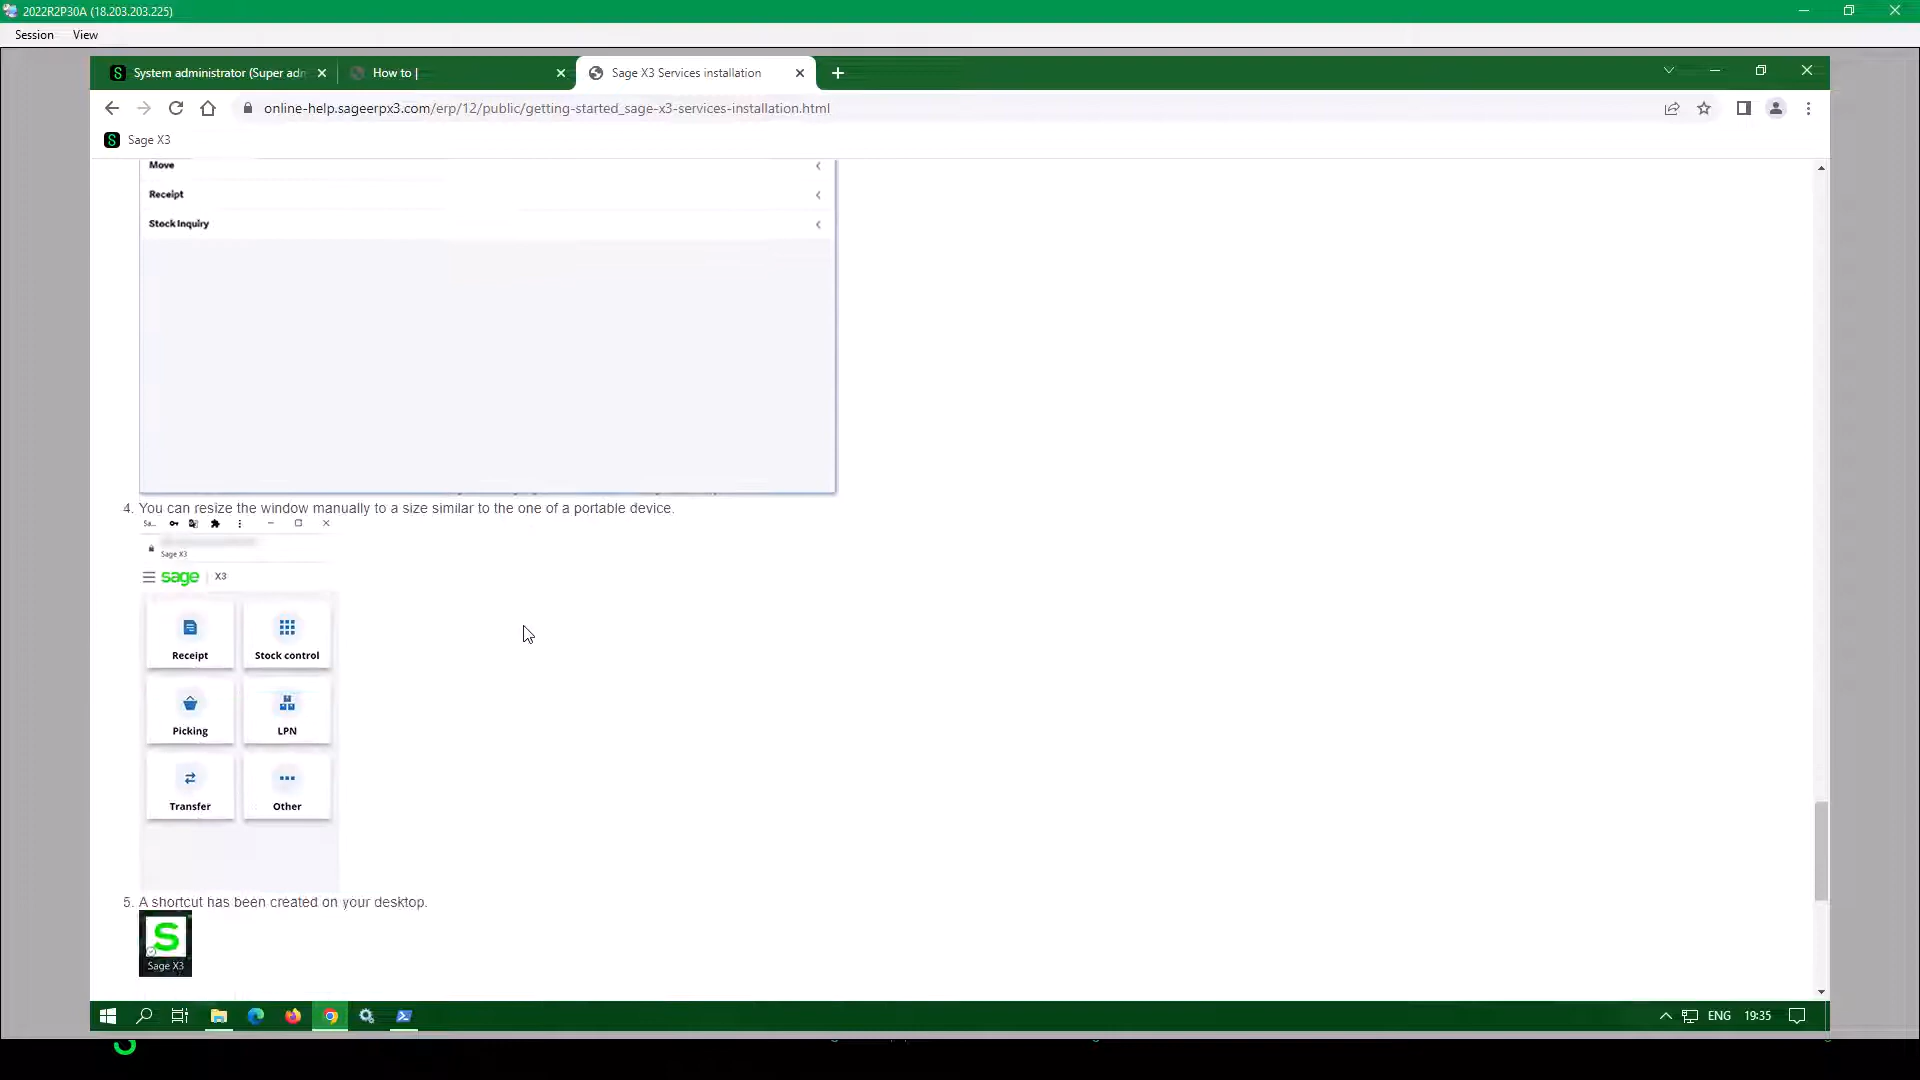 2022R2P30A (18.203.203.225)
Session View
System administrator (Super adm
How to |
Sage X3 Services installation
online-help.sageerpx3.com/erp/12/public/getting-started_sage-x3-services-installation.html
Sage X3
Move
Receipt
Stock Inquiry
4. You can resize the window manually to a size similar to the one of a portable device.
Sa...
Sage X3
sage X3
Receipt Stock control
Picking LPN
Transfer Other
5. A shortcut has been created on your desktop.
S
Sage X3
ENG 19:35